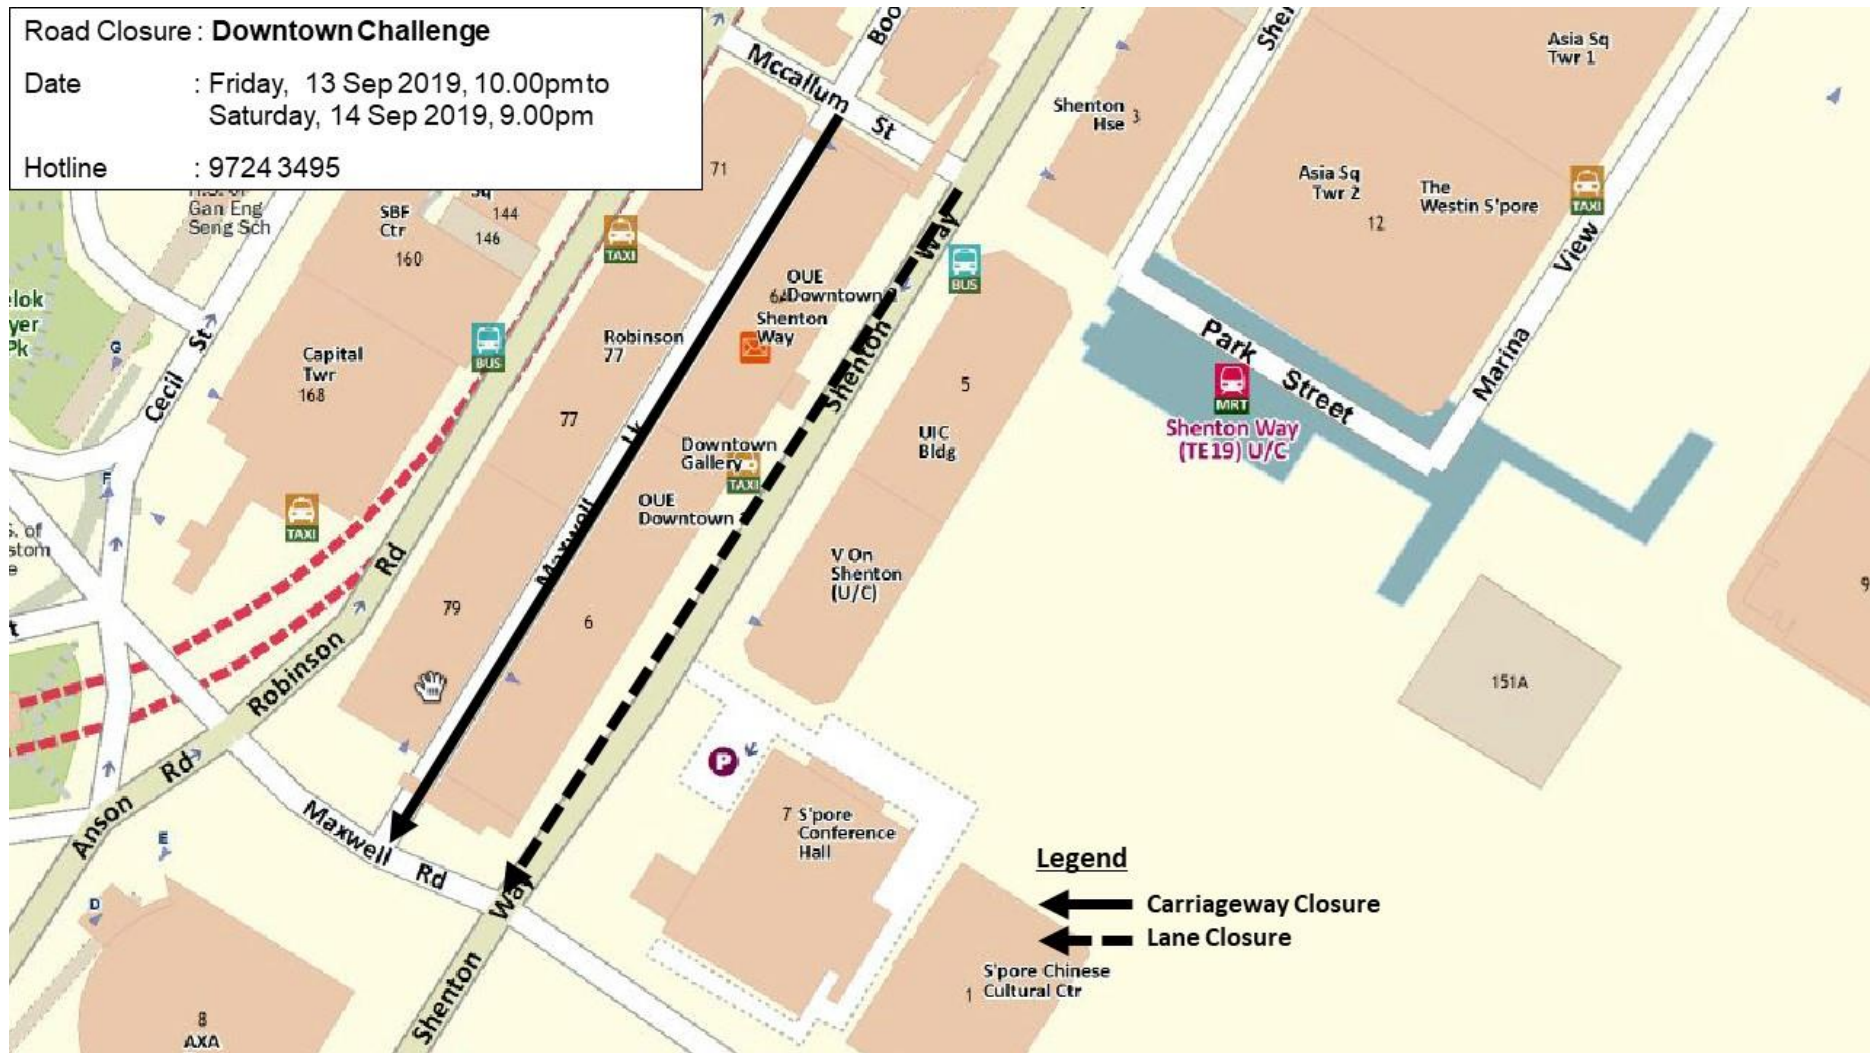 Road Closure : Downtown Challenge
Date : Friday, 13 Sep 2019, 10.00pm to
Saturday, 14 Sep 2019, 9.00pm
Hotline : 9724 3495
Mccallum
St
Asia Sq
Twr 1
Shenton
Hse
3
71
Gan Eng
Seng Sch
SBF
Ctr
160
Sq
144
146
TAXI
Asia Sq
Twr 2
12
The
Westin S'pore
TAXI
View
Marina
Way
BUS
OUE
Downtown 2
Shenton
Way
Shenton
Robinson
77
77
BUS
Capital
Twr
168
St
Cecil
G
F
Park
Street
MRT
Shenton Way
(TE19) U/C
5
UIC
Bldg
Lk
Maxwell
Downtown
Gallery
TAXI
OUE
Downtown
TAXI
V On
Shenton
(U/C)
Rd
Robinson
79
6
151A
9
P
7 S'pore
Conference
Hall
Rd
Anson
E
D
Maxwell
Rd
Way
Shenton
Legend
Carriageway Closure
Lane Closure
S'pore Chinese
1 Cultural Ctr
8
AXA